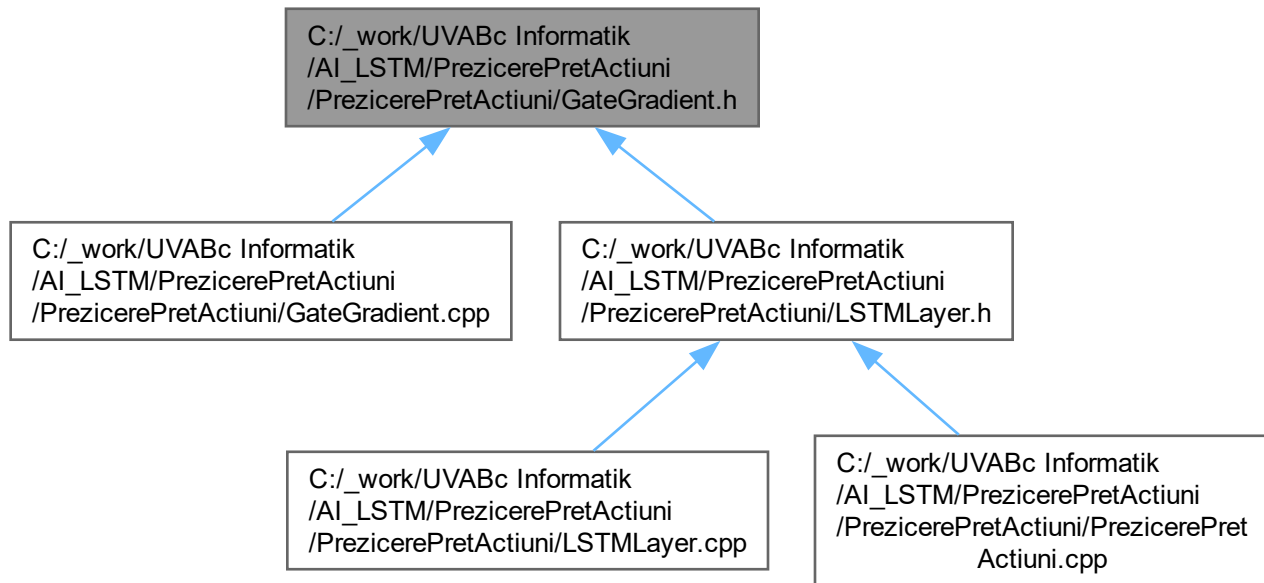 C:/_work/UVABc Informatik
/AI_LSTM/PrezicerePretActiuni
/PrezicerePretActiuni/GateGradient.h
C:/_work/UVABc Informatik
/AI_LSTM/PrezicerePretActiuni
/PrezicerePretActiuni/GateGradient.cpp
C:/_work/UVABc Informatik
/AI_LSTM/PrezicerePretActiuni
/PrezicerePretActiuni/LSTMLayer.h
C:/_work/UVABc Informatik
/AI_LSTM/PrezicerePretActiuni
/PrezicerePretActiuni/LSTMLayer.cpp
C:/_work/UVABc Informatik
/AI_LSTM/PrezicerePretActiuni
/PrezicerePretActiuni/PrezicerePret
Actiuni.cpp